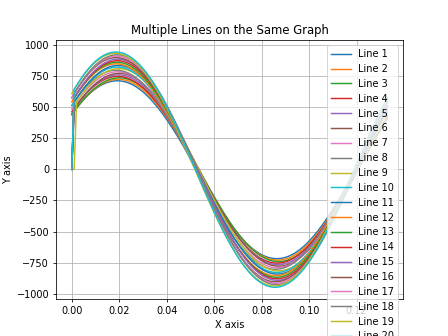 Multiple Lines on the Same Graph
Y axis
1000
750
500
250
0
−250
−500
−750
−1000
0.00
0.02
0.04
0.06
0.08
0.10
X axis
Line 1
Line 2
Line 3
Line 4
Line 5
Line 6
Line 7
Line 8
Line 9
Line 10
Line 11
Line 12
Line 13
Line 14
Line 15
Line 16
Line 17
Line 18
Line 19
Line 20